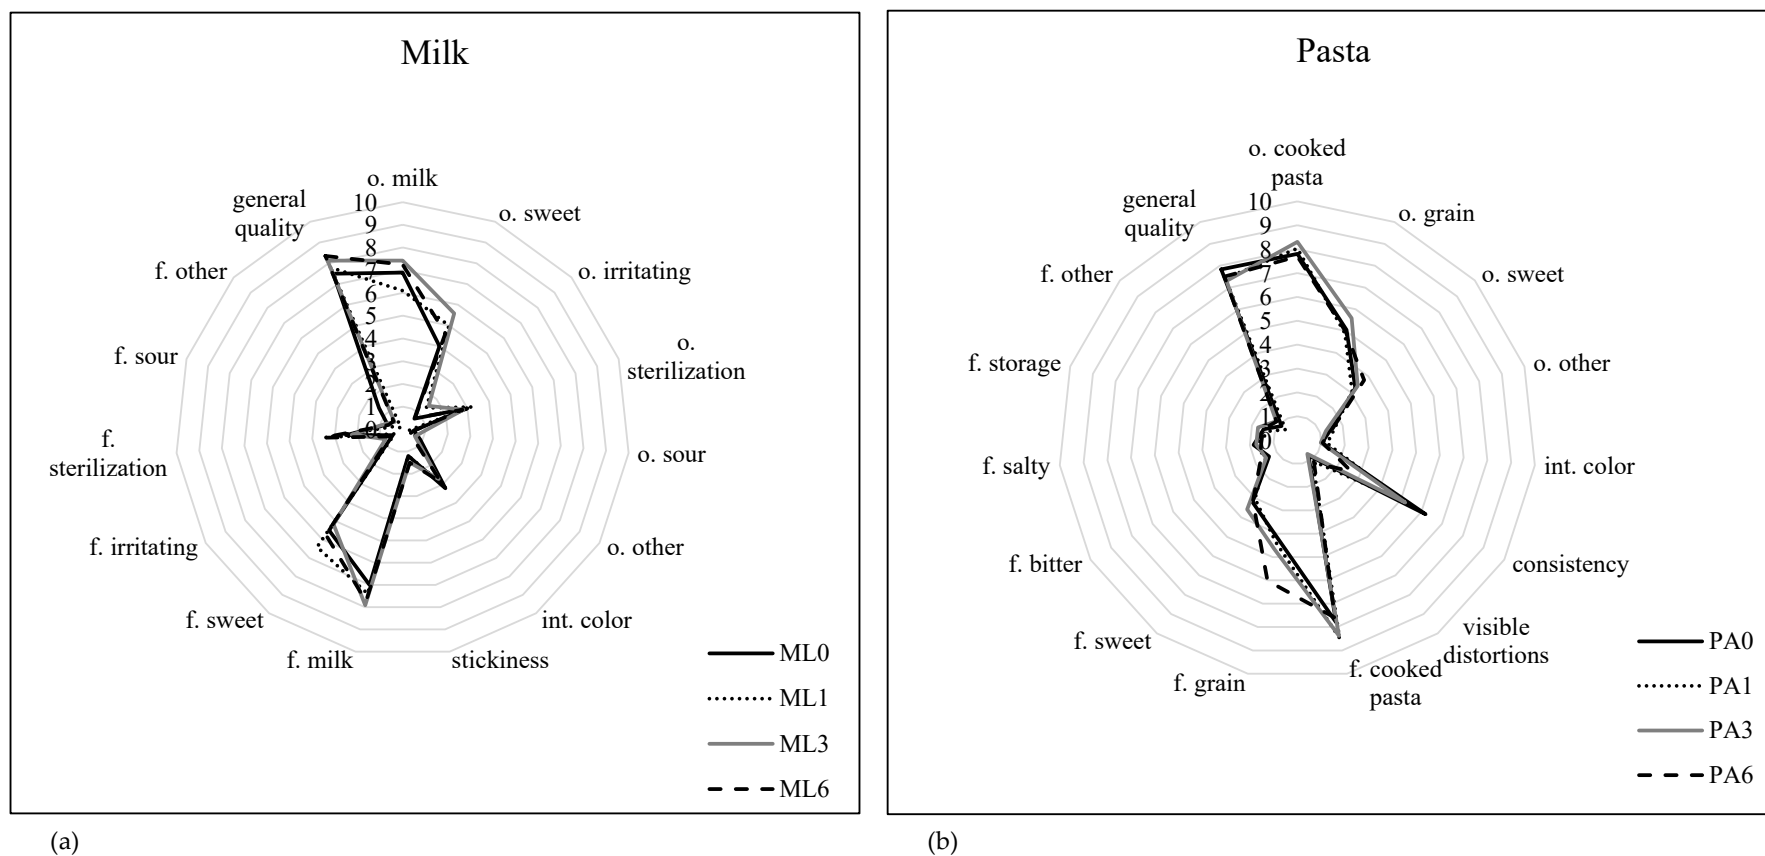 Milk
o. milk
o. sweet
o. irritating
o.
sterilization
o. sour
o. other
int. color
stickiness
f. milk
f. sweet
f. irritating
f.
sterilization
f. sour
f. other
general
quality
10
9
8
7
6
5
4
3
2
1
0
ML0
ML1
ML3
ML6
(a)
Pasta
o. cooked
pasta
o. grain
o. sweet
o. other
int. color
consistency
visible
distortions
f. cooked
pasta
f. grain
f. sweet
f. bitter
f. salty
f. storage
f. other
general
quality
10
9
8
7
6
5
4
3
2
1
0
PA0
PA1
PA3
PA6
(b)